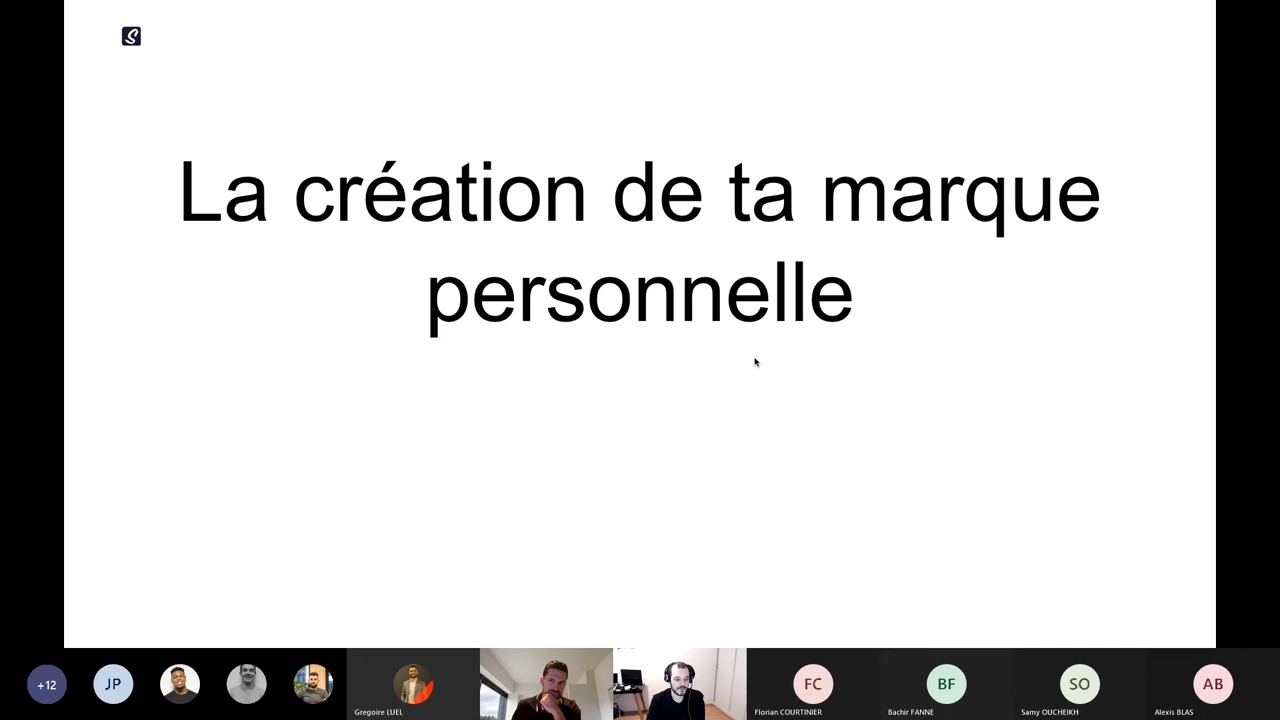 S
La création de ta marque
personnelle
+12
JP
Gregoire LUEL
FC
Florian COURTINIER
BF
Bachir FANNE
SO
Samy OUCHEIKH
AB
Alexis BLAS